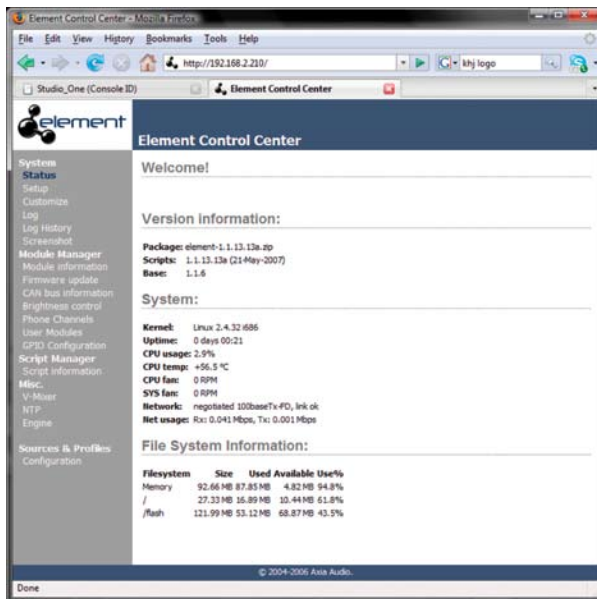 Element Control Center - Mozilla Firefox
File Edit View History Bookmarks Tools Help
http://192.168.2.210/
khj logo
Studio_One (Console ID)
Element Control Center
element
Element Control Center
System
Status
Setup
Customize
Log
Log History
Screenshot
Module Manager
Module information
Firmware update
CAN bus information
Brightness control
Phone Channels
User Modules
GPIO Configuration
Script Manager
Script information
Misc.
V-Mixer
NTP
Engine
Sources & Profiles
Configuration
Welcome!
Version information:
Package: element-1.1.13.13a.zip
Scripts: 1.1.13.13a (21-May-2007)
Base: 1.1.6
System:
Kernel: Linux 2.4.32 i686
Uptime: 0 days 00:21
CPU usage: 2.9%
CPU temp: +56.5 °C
CPU fan: 0 RPM
SYS fan: 0 RPM
Network: negotiated 100baseTx-FD, link ok
Net usage: Rx: 0.041 Mbps, Tx: 0.001 Mbps
File System Information:
Filesystem Size Used Available Use%
Memory 92.66 MB 87.85 MB 4.82 MB 94.8%
/ 27.33 MB 16.89 MB 10.44 MB 61.8%
/flash 121.99 MB 53.12 MB 68.87 MB 43.5%
© 2004-2006 Axia Audio.
Done